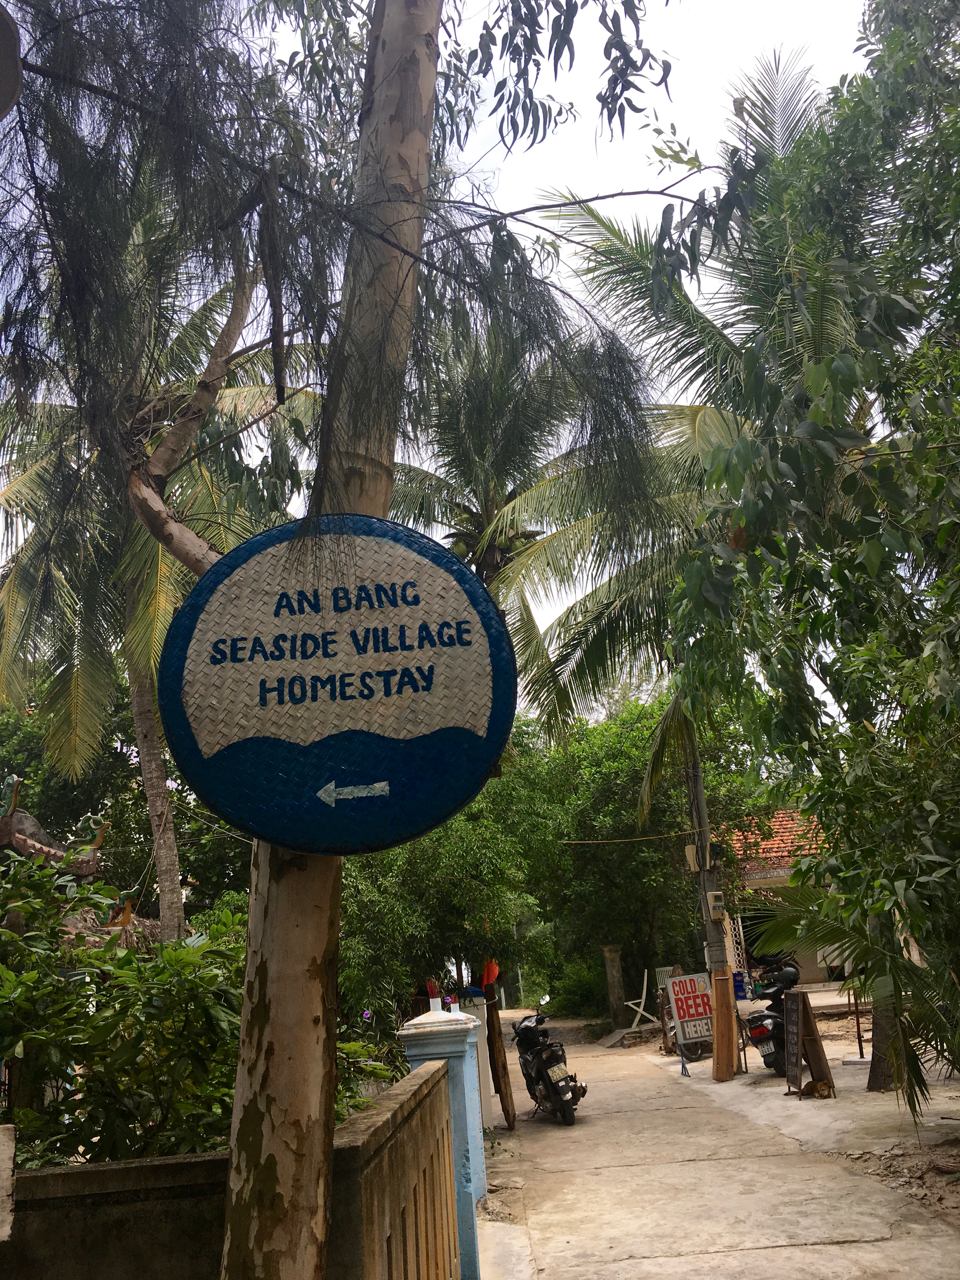 AN BANG
SEASIDE VILLAGE
HOMESTAY
COLD
BEER
HERE!